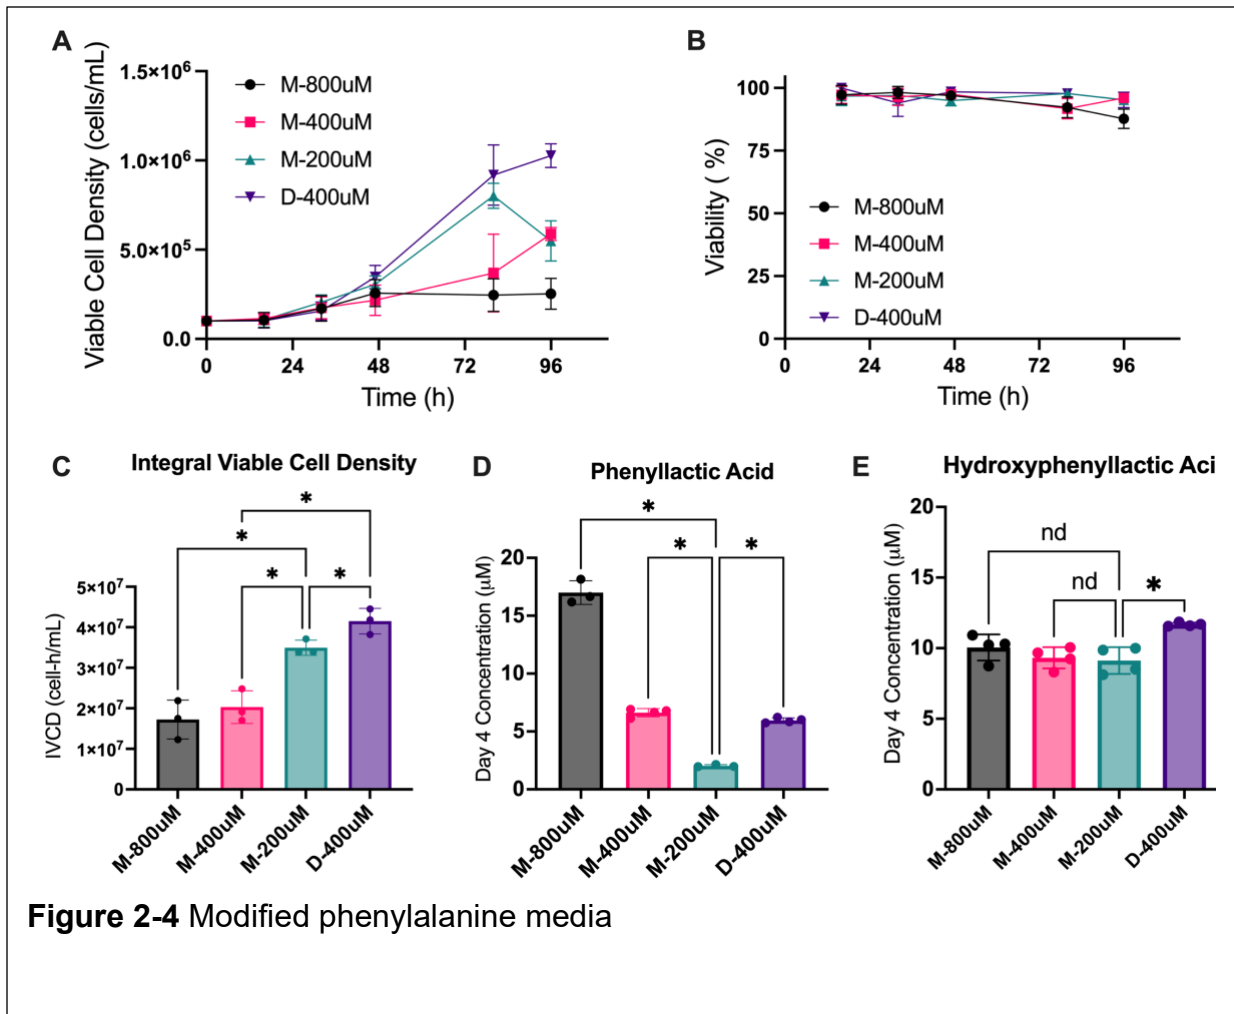 A
Viable Cell Density (cells/mL)
1.5×10⁶
1.0×10⁶
5.0×10⁵
0.0
M-800uM
M-400uM
M-200uM
D-400uM
0 24 48 72 96
Time (h)
B
Viability ( %)
100
75
50
25
0
M-800uM
M-400uM
M-200uM
D-400uM
0 24 48 72 96
Time (h)
C Integral Viable Cell Density
IVCD (cell-h/mL)
5×10⁷
4×10⁷
3×10⁷
2×10⁷
1×10⁷
0
*
*
* *
M-800uM M-400uM M-200uM D-400uM
D Phenyllactic Acid
Day 4 Concentration (µM)
20
15
10
5
0
*
* *
M-800uM M-400uM M-200uM D-400uM
E Hydroxyphenyllactic Aci
Day 4 Concentration (µM)
20
15
10
5
0
nd
nd *
M-800uM M-400uM M-200uM D-400uM
Figure 2-4 Modified phenylalanine media